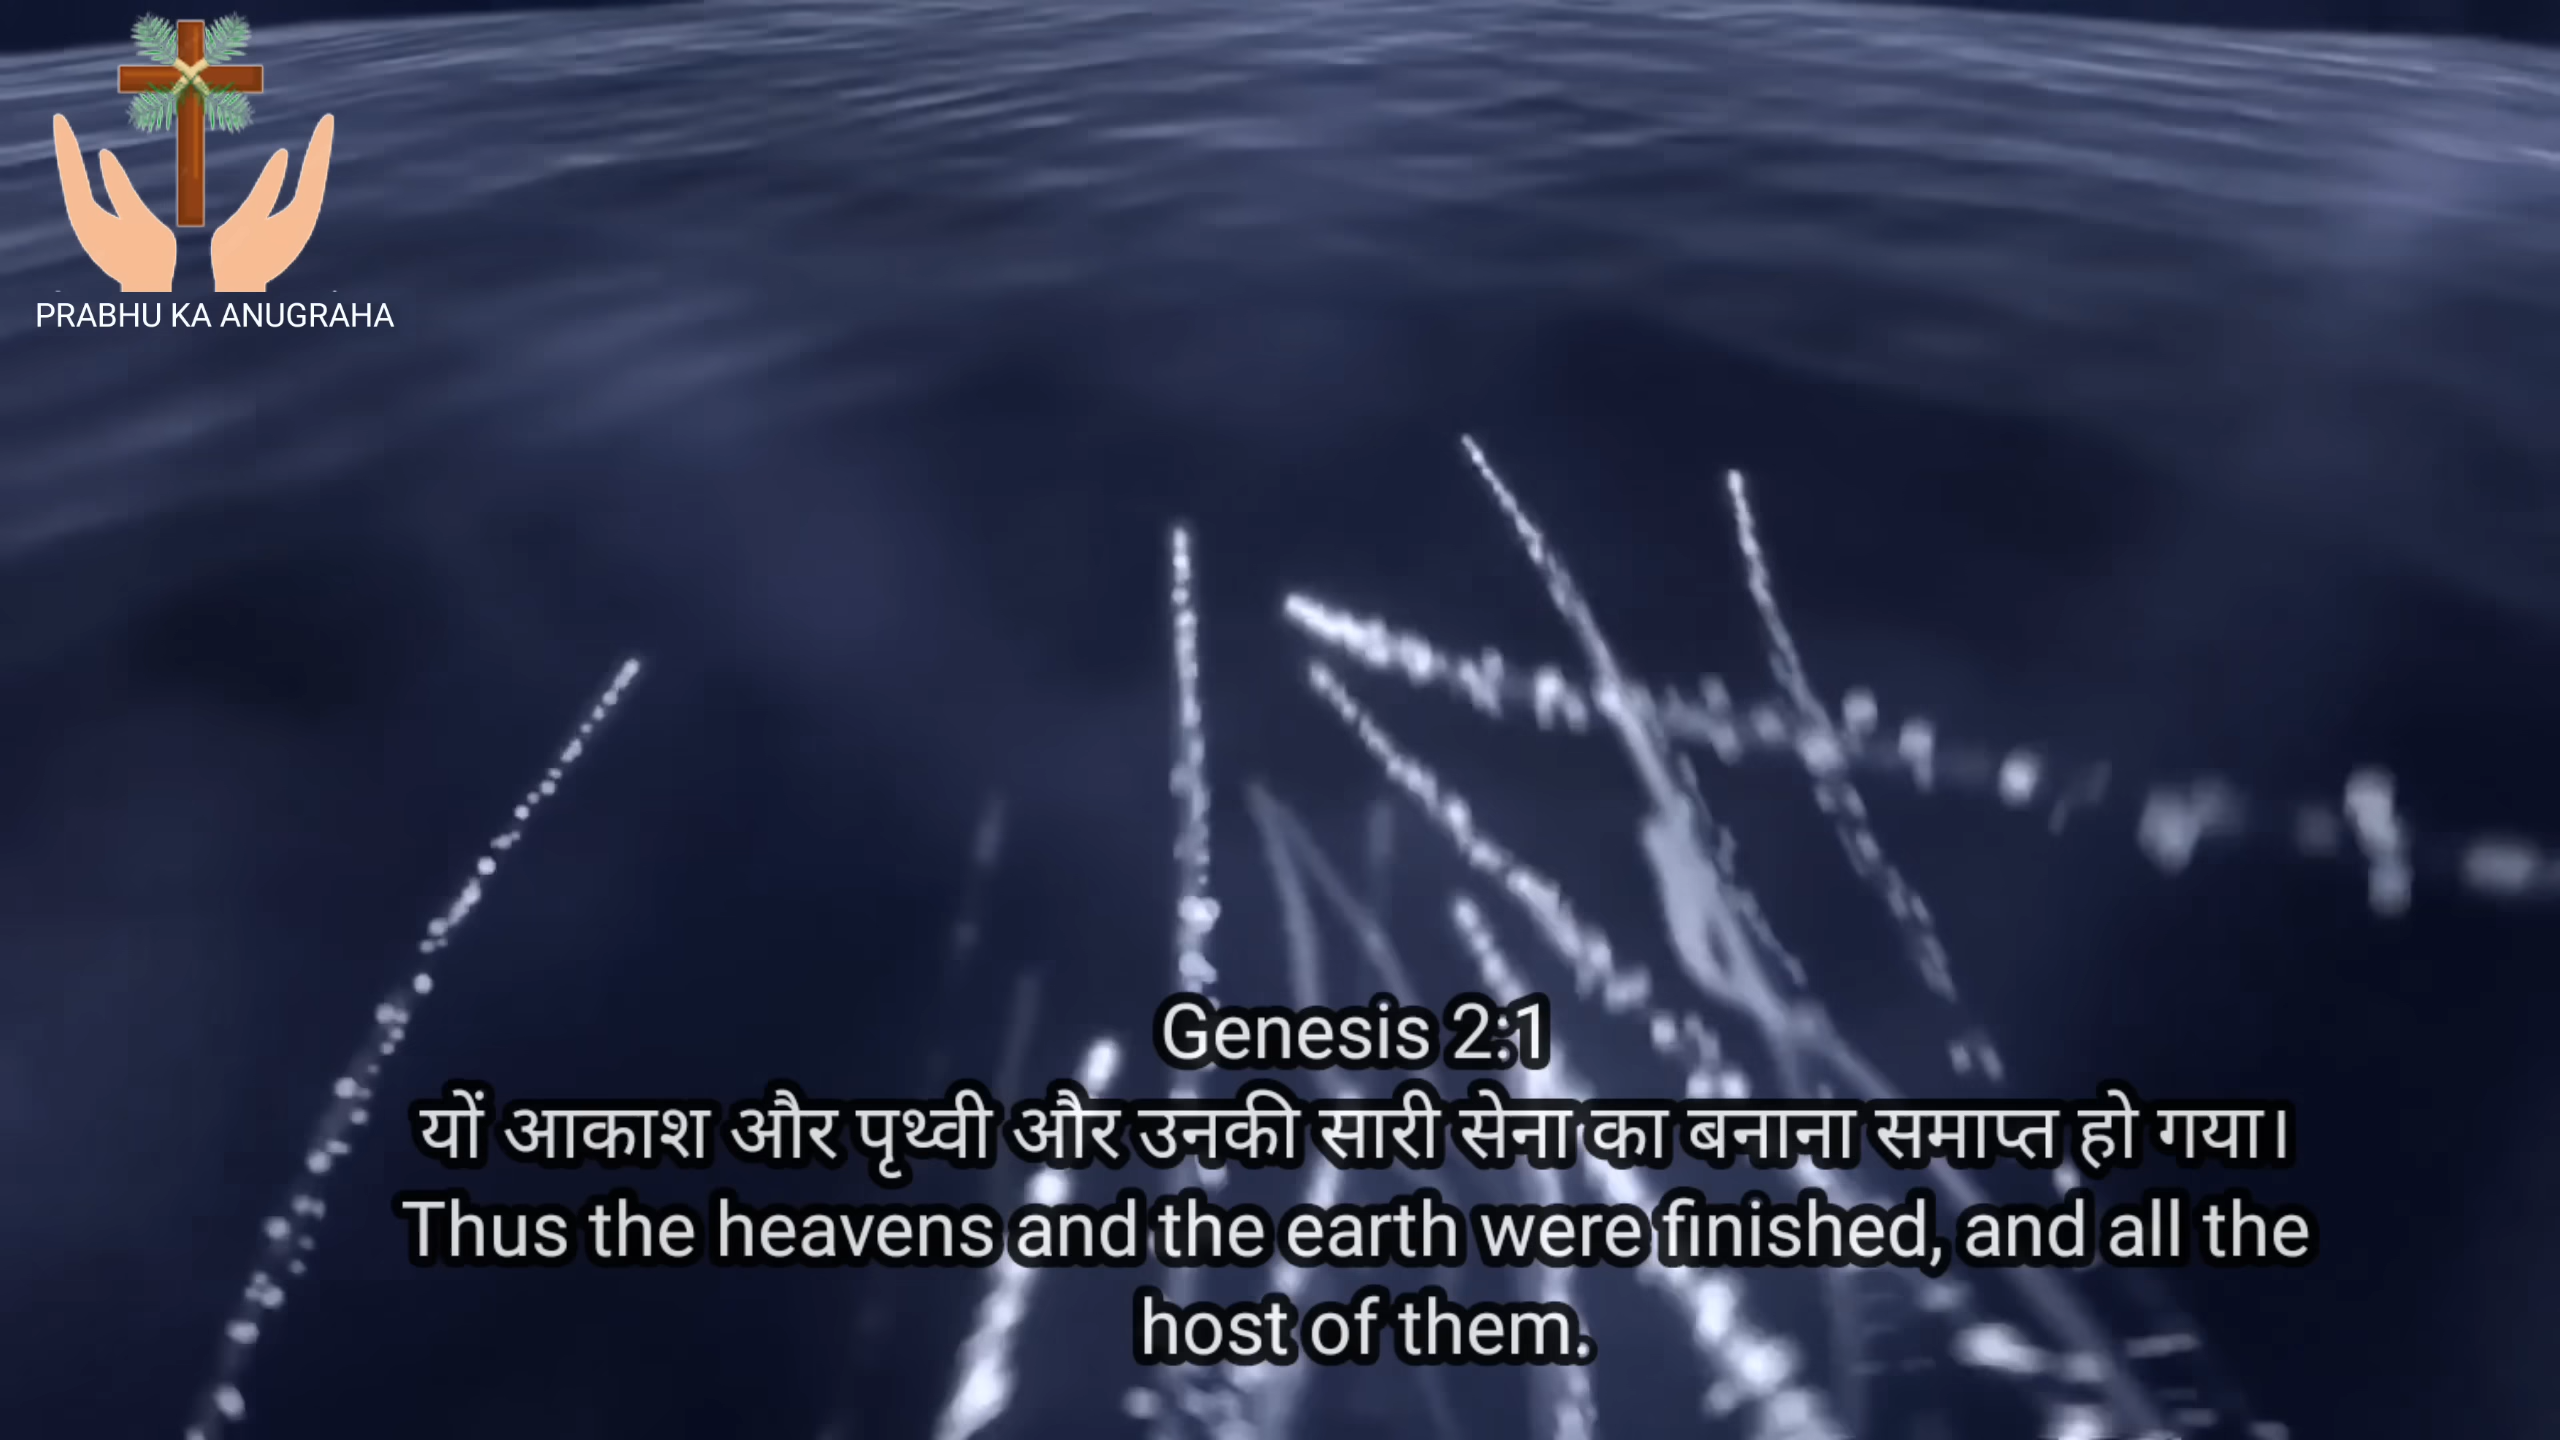 PRABHU KA ANUGRAHA
Genesis 2:1
यों आकाश और पृथ्वी और उनकी सारी सेना का बनाना समाप्त हो गया।
Thus the heavens and the earth were finished, and all the
host of them.